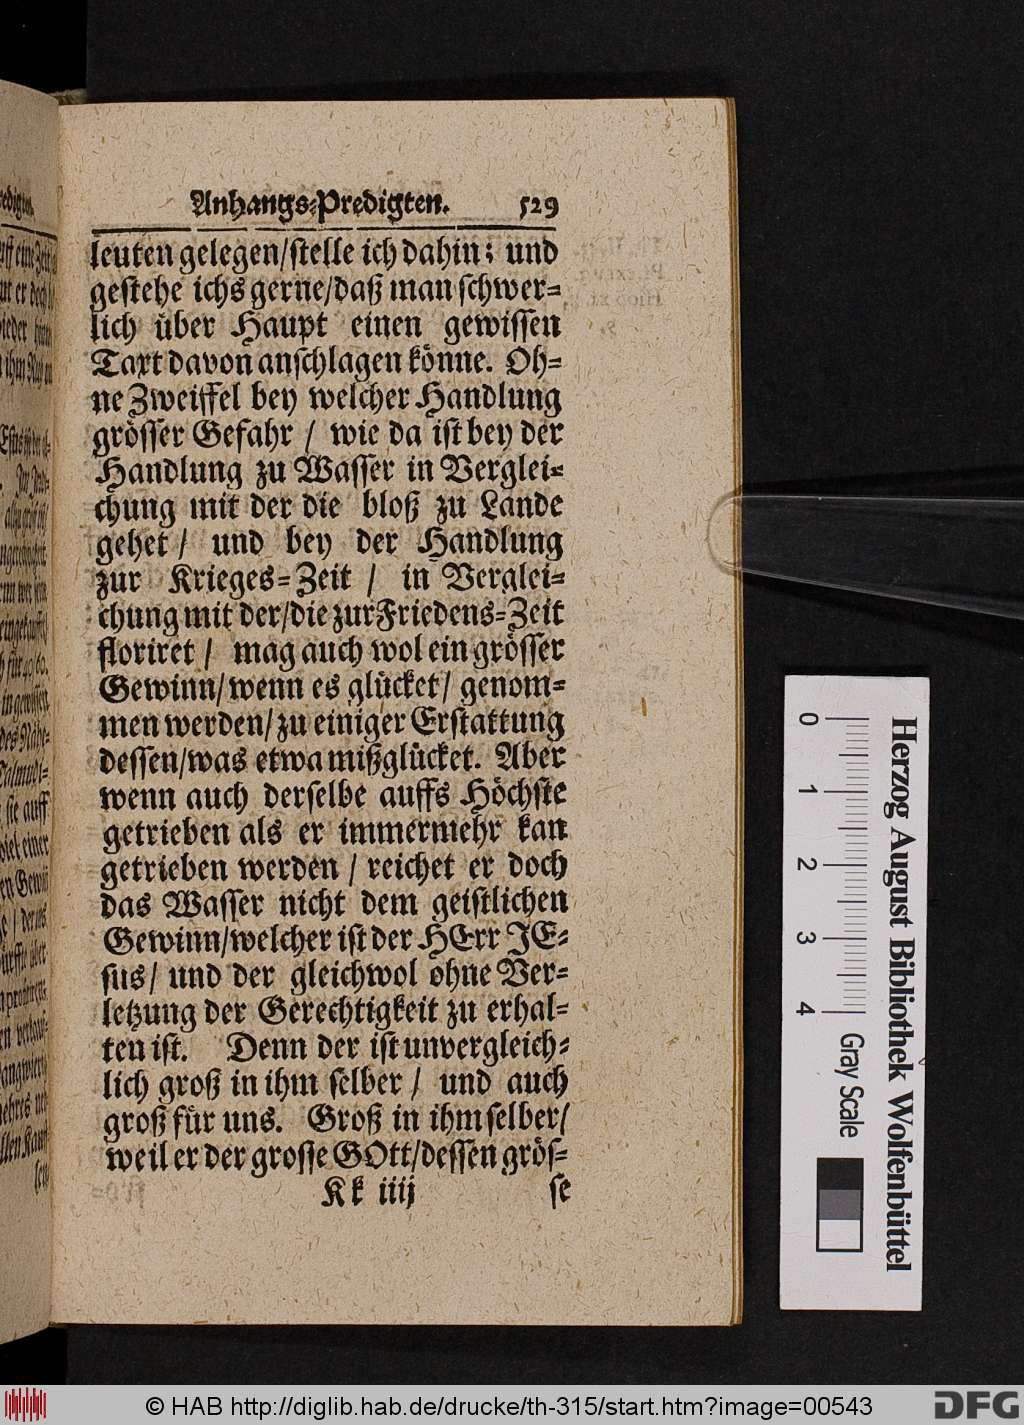 Anhangs-Predigten. 529
leuten gelegen/stelle ich dahin; und
gestehe ichs gerne/daß man schwer-
lich über Haupt einen gewissen
Taxt davon anschlagen könne. Oh-
ne Zweiffel bey welcher Handlung
grösser Gefahr / wie da ist bey der
Handlung zu Wasser in Verglei-
chung mit der die bloß zu Lande
gehet / und bey der Handlung
zur Krieges-Zeit / in Verglei-
chung mit der/die zur Friedens-Zeit
floriret / mag auch wol ein grösser
Gewinn/wenn es glücket/ genom-
men werden/zu einiger Erstattung
dessen/was etwa mißglücket. Aber
wenn auch derselbe auffs Höchste
getrieben als er immermehr kan
getrieben werden / reichet er doch
das Wasser nicht dem geistlichen
Gewinn/welcher ist der HErr JE-
sus/ und der gleichwol ohne Ver-
letzung der Gerechtigkeit zu erhal-
ten ist. Denn der ist unvergleich-
lich groß in ihm selber / und auch
groß für uns. Groß in ihm selber/
weil er der grosse GOtt/dessen grös-
Kk iiij se
0 1 2 3 4
Herzog August Bibliothek Wolfenbüttel
Gray Scale
© HAB http://diglib.hab.de/drucke/th-315/start.htm?image=00543
DFG